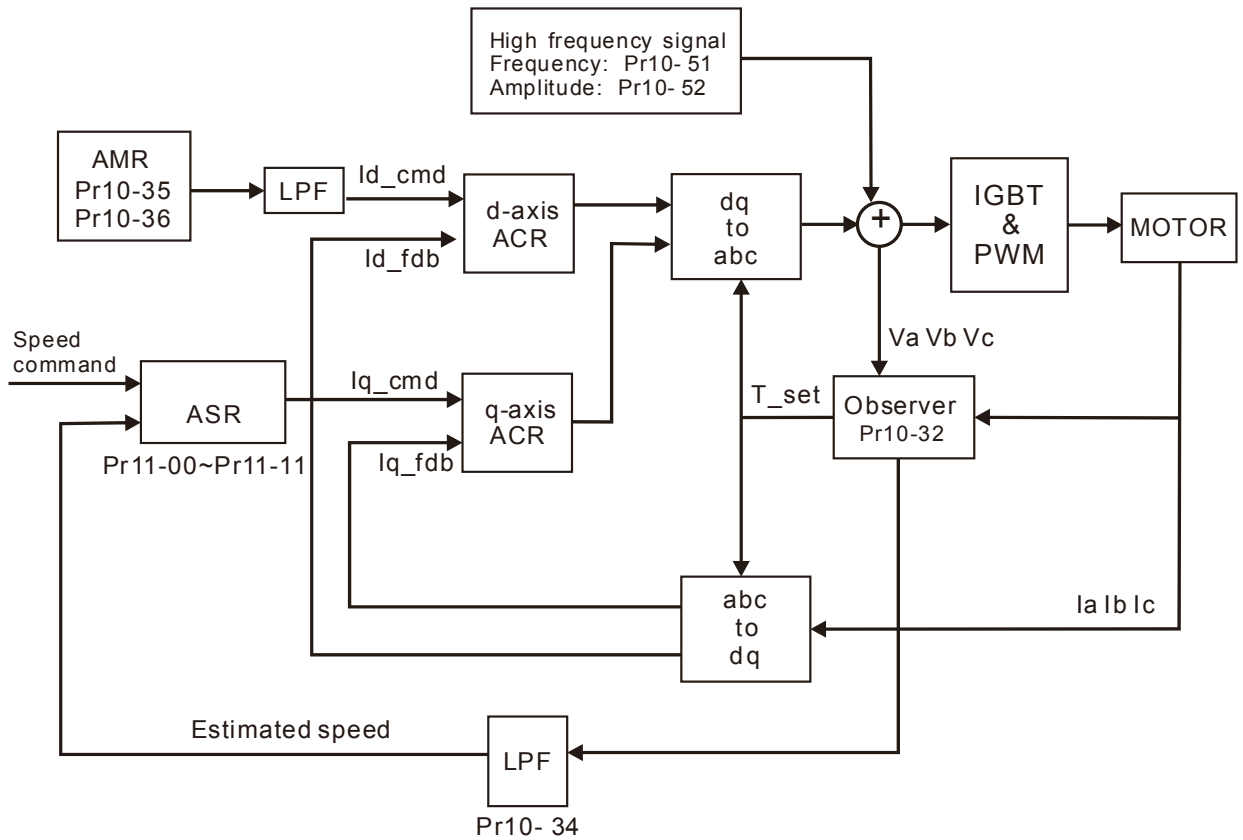 High frequency signal
Frequency: Pr10- 51
Amplitude: Pr10- 52
AMR
Pr10-35
Pr10-36
LPF
Id_cmd
Id_fdb
d-axis
ACR
dq
to
abc
+
IGBT
&
PWM
MOTOR
Va Vb Vc
Speed
command
ASR
Pr11-00~Pr11-11
Iq_cmd
Iq_fdb
q-axis
ACR
T_set
Observer
Pr10-32
abc
to
dq
Ia Ib Ic
Estimated speed
LPF
Pr10- 34